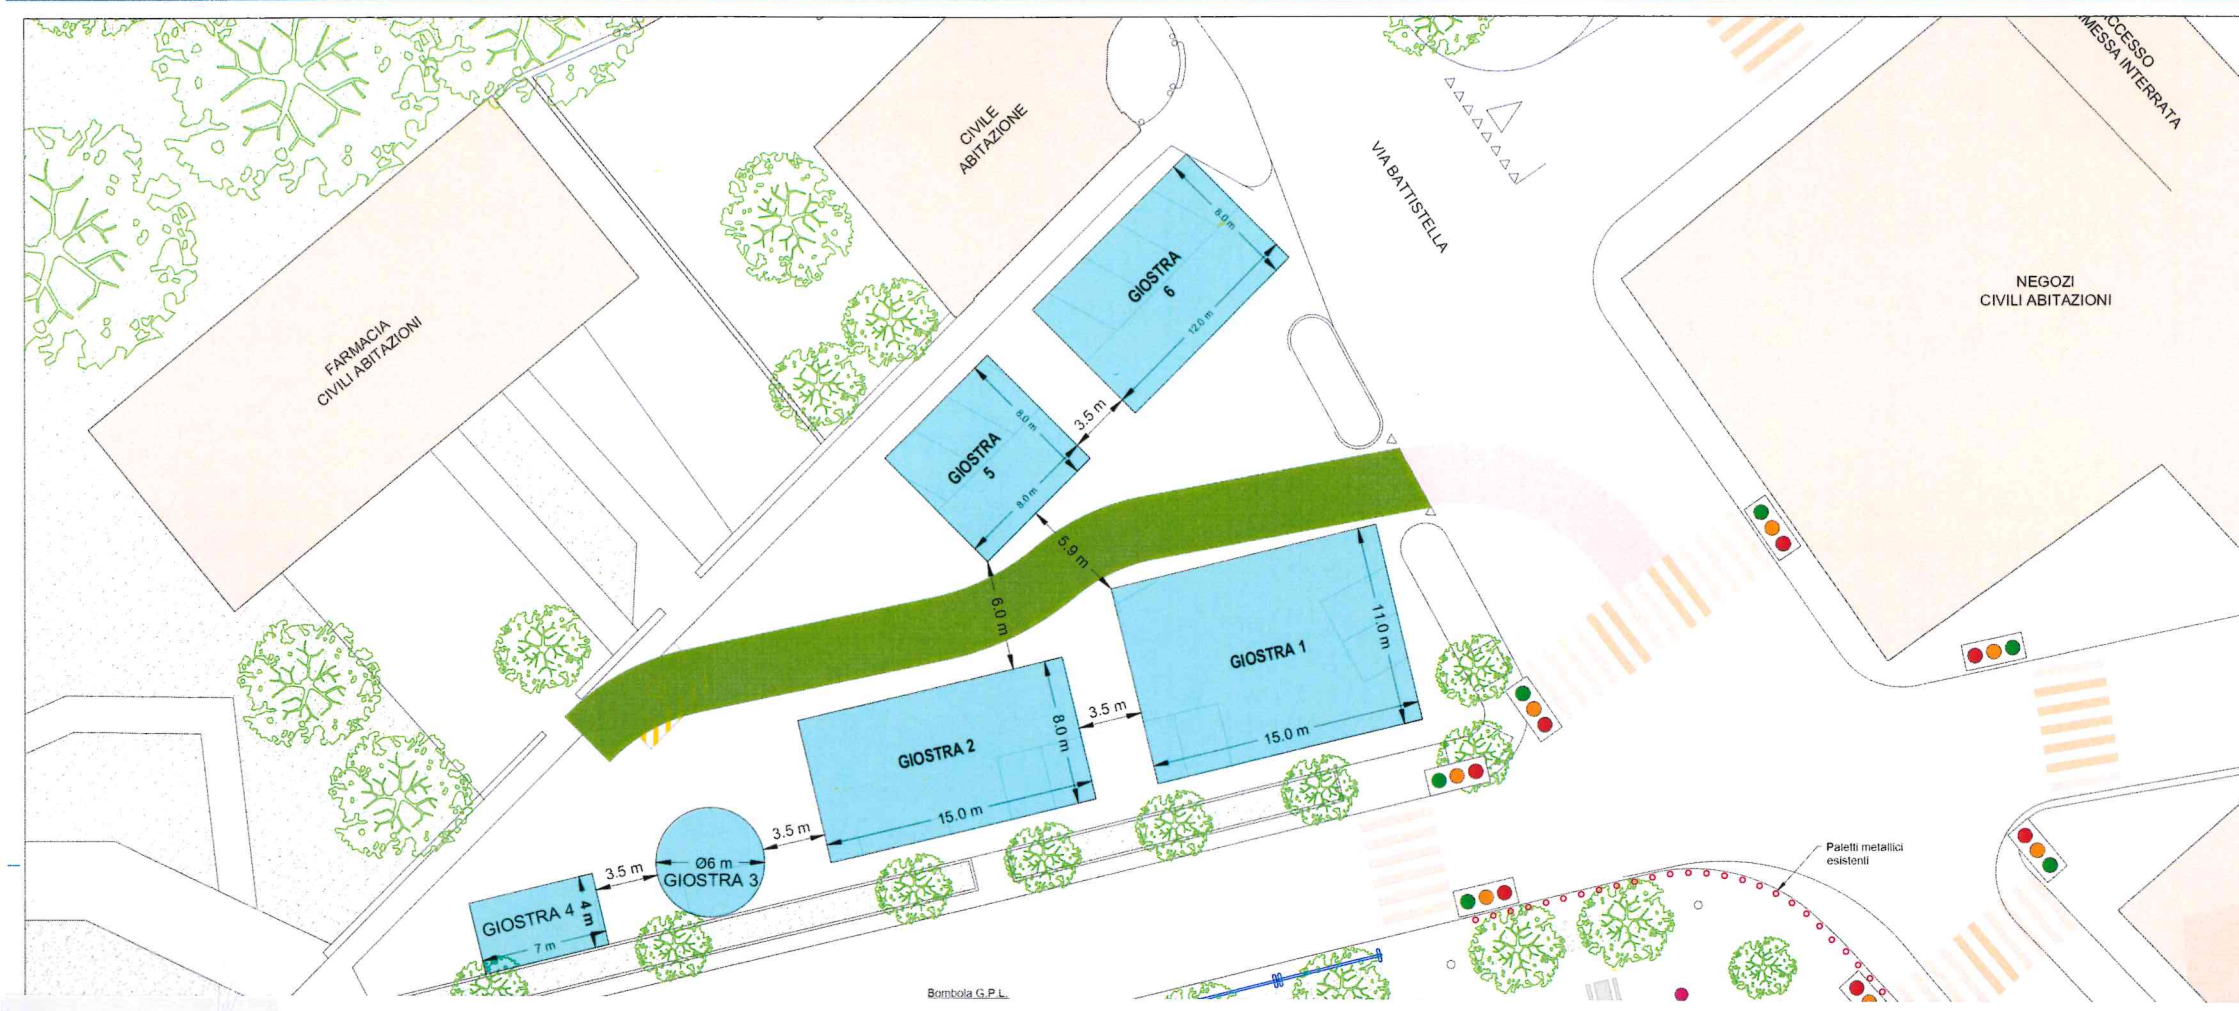 CIVILE
ABITAZIONE
ACCESSO
IMESSA INTERRATA
VIA BATTISTELLA
NEGOZI
CIVILI ABITAZIONI
FARMACIA
CIVILI ABITAZIONI
GIOSTRA
6
8.0 m
12.0 m
3.5 m
GIOSTRA
5
8.0 m
8.0 m
5.9 m
6.0 m
GIOSTRA 1
11.0 m
15.0 m
3.5 m
GIOSTRA 2
8.0 m
15.0 m
3.5 m
Ø6 m
GIOSTRA 3
3.5 m
GIOSTRA 4
4 m
7 m
Paletti metallici
esistenti
Bombola G.P.L.